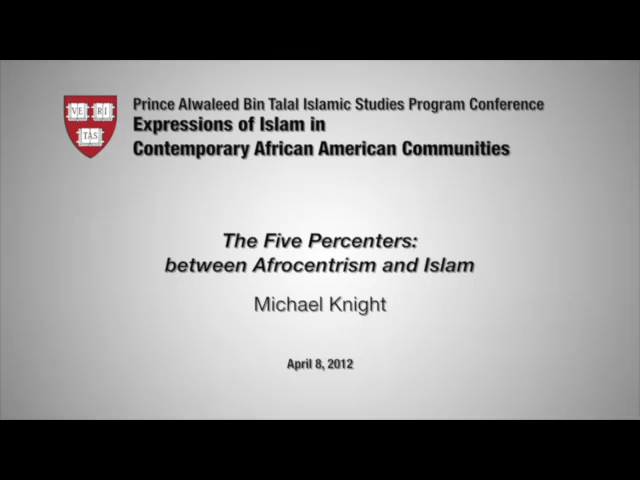 VE RI
TAS
Prince Alwaleed Bin Talal Islamic Studies Program Conference
Expressions of Islam in
Contemporary African American Communities
The Five Percenters:
between Afrocentrism and Islam
Michael Knight
April 8, 2012